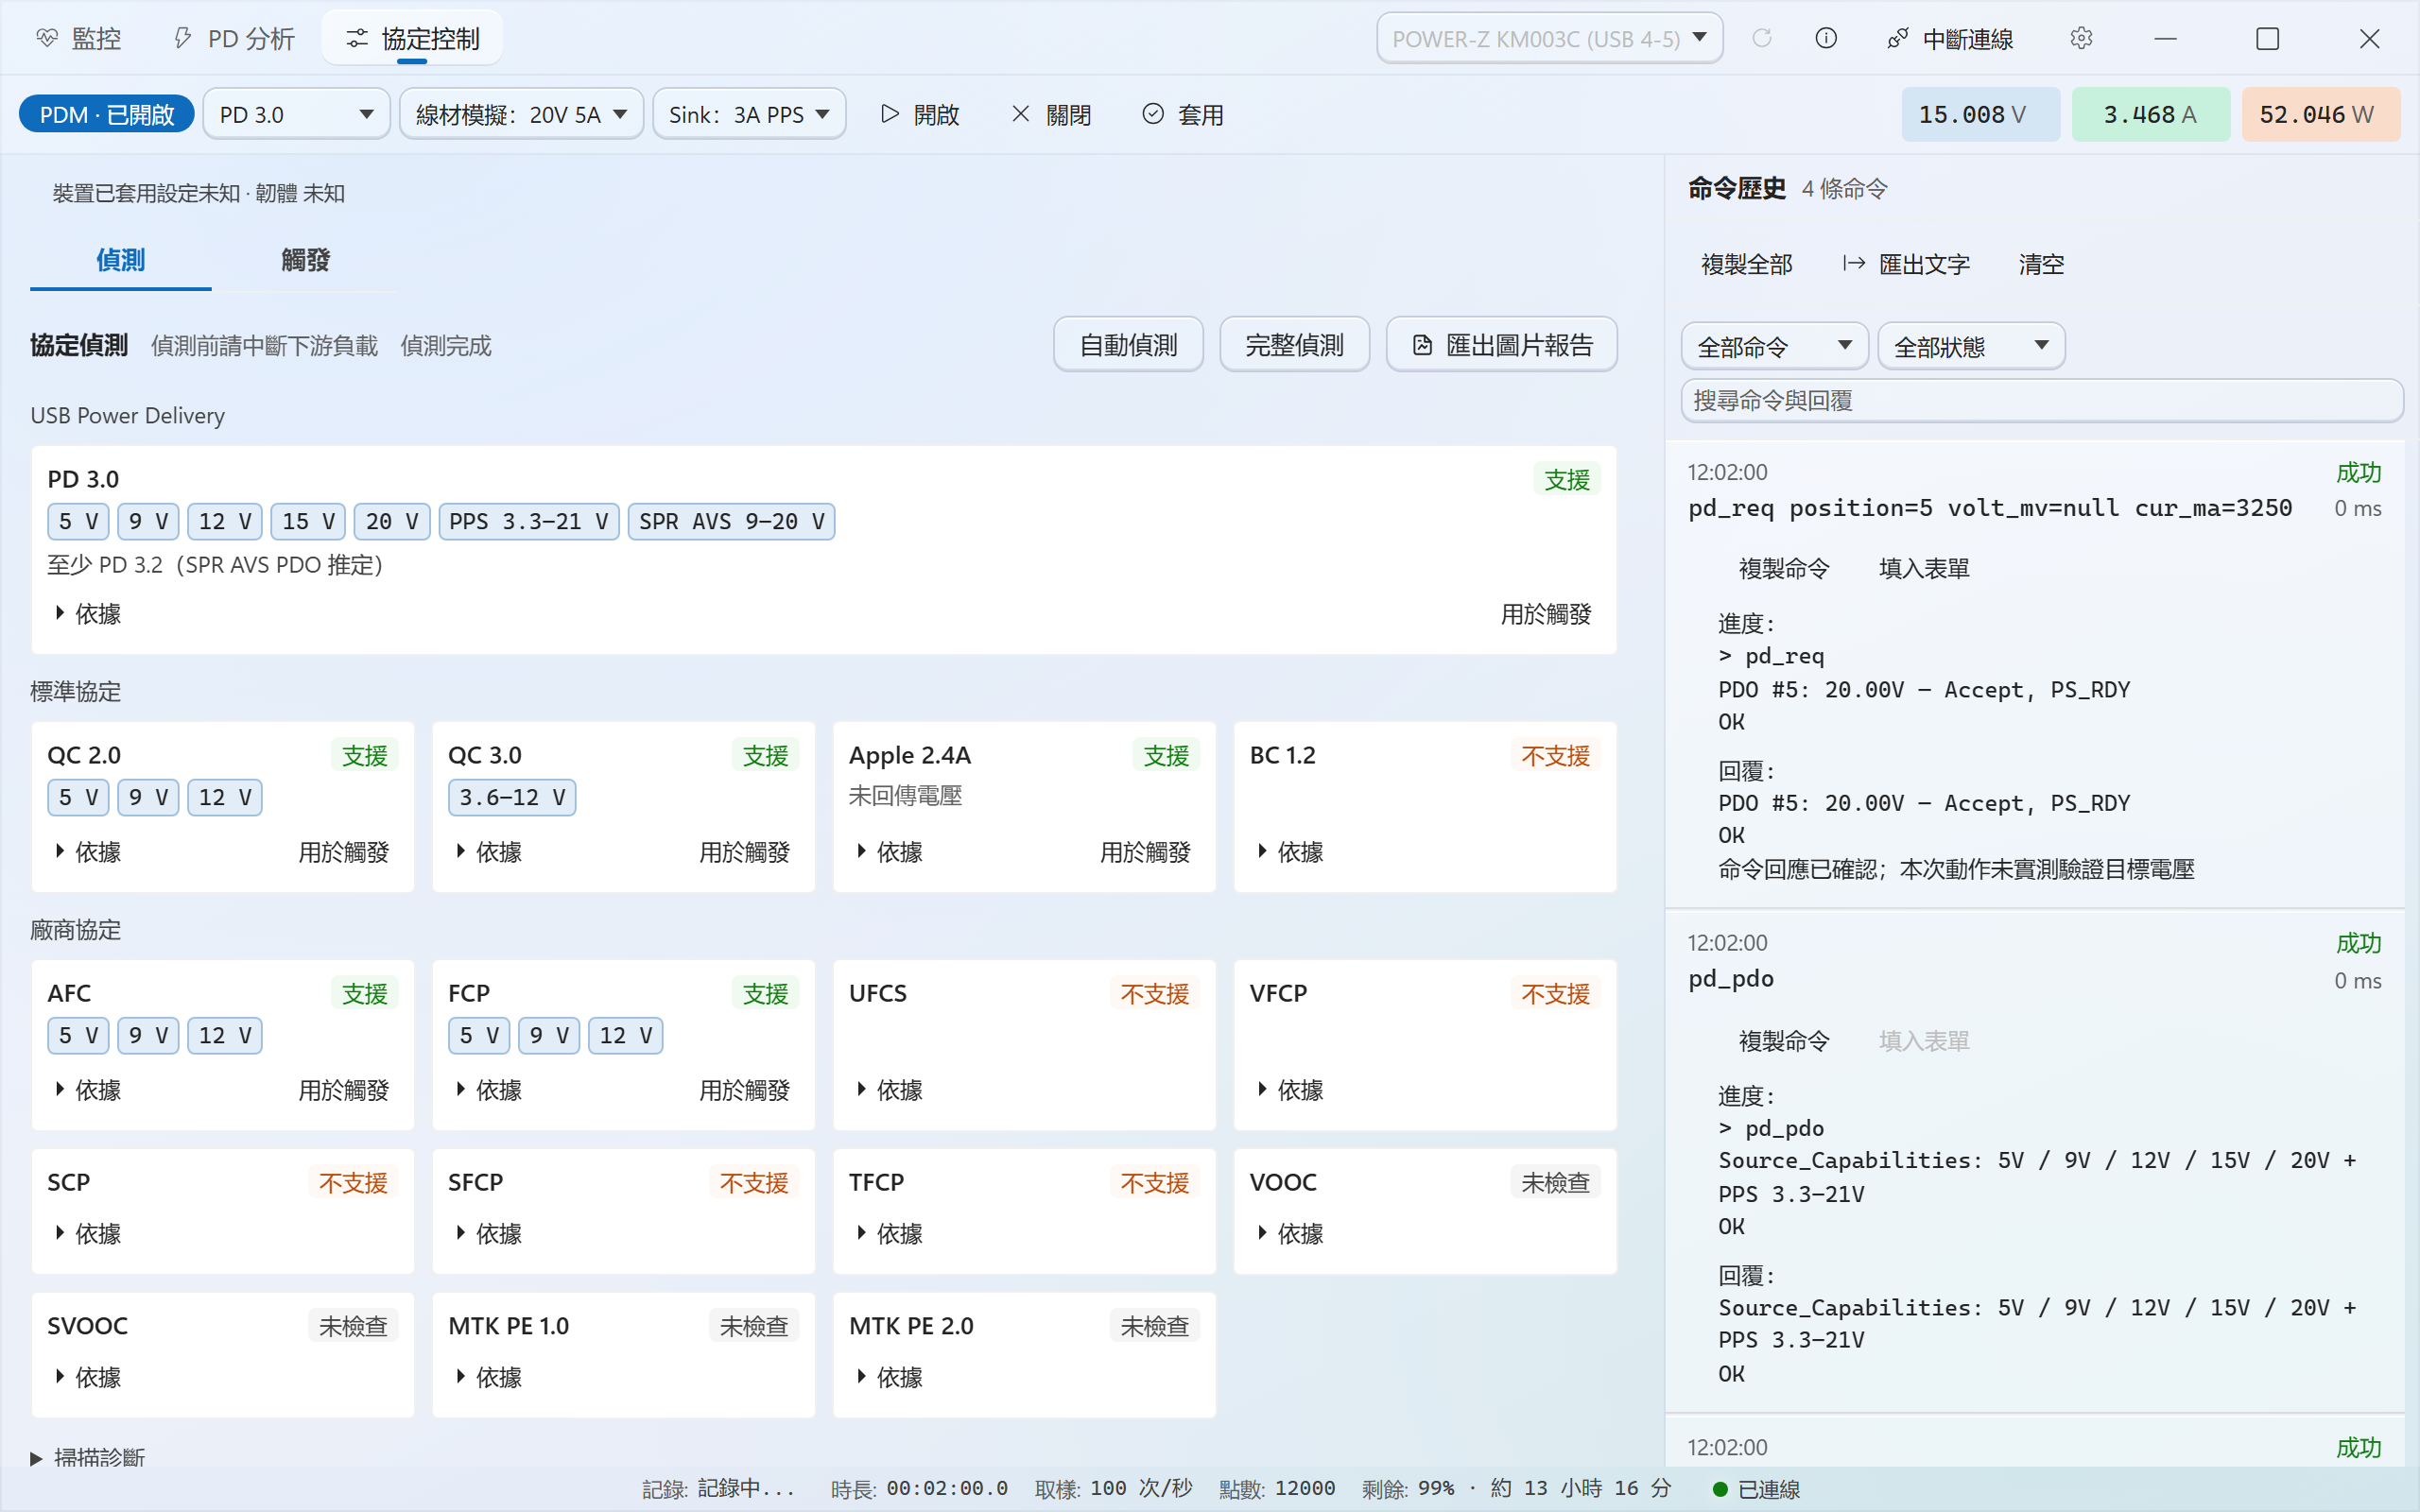 監控
PD 分析
協定控制
POWER-Z KM003C (USB 4-5)
中斷連線
PDM · 已開啟
PD 3.0
線材模擬：20V 5A
Sink：3A PPS
開啟
關閉
套用
15.008 V
3.468 A
52.046 W
裝置已套用設定未知 · 韌體 未知
偵測
觸發
協定偵測 偵測前請中斷下游負載 偵測完成
自動偵測
完整偵測
匯出圖片報告
USB Power Delivery
PD 3.0 支援
5 V 9 V 12 V 15 V 20 V PPS 3.3–21 V SPR AVS 9–20 V
至少 PD 3.2（SPR AVS PDO 推定）
依據 用於觸發
標準協定
QC 2.0 支援
5 V 9 V 12 V
依據 用於觸發
QC 3.0 支援
3.6–12 V
依據 用於觸發
Apple 2.4A 支援
未回傳電壓
依據 用於觸發
BC 1.2 不支援
依據
廠商協定
AFC 支援
5 V 9 V 12 V
依據 用於觸發
FCP 支援
5 V 9 V 12 V
依據 用於觸發
UFCS 不支援
依據
VFCP 不支援
依據
SCP 不支援
依據
SFCP 不支援
依據
TFCP 不支援
依據
VOOC 未檢查
依據
SVOOC 未檢查
依據
MTK PE 1.0 未檢查
依據
MTK PE 2.0 未檢查
依據
掃描診斷
命令歷史 4 條命令
複製全部
匯出文字
清空
全部命令
全部狀態
搜尋命令與回覆
12:02:00 成功
pd_req position=5 volt_mv=null cur_ma=3250 0 ms
複製命令 填入表單
進度：
> pd_req
PDO #5: 20.00V — Accept, PS_RDY
OK
回覆：
PDO #5: 20.00V — Accept, PS_RDY
OK
命令回應已確認；本次動作未實測驗證目標電壓
12:02:00 成功
pd_pdo 0 ms
複製命令 填入表單
進度：
> pd_pdo
Source_Capabilities: 5V / 9V / 12V / 15V / 20V +
PPS 3.3–21V
OK
回覆：
Source_Capabilities: 5V / 9V / 12V / 15V / 20V +
PPS 3.3–21V
OK
12:02:00 成功
記錄: 記錄中... 時長: 00:02:00.0 取樣: 100 次/秒 點數: 12000 剩餘: 99% · 約 13 小時 16 分 已連線